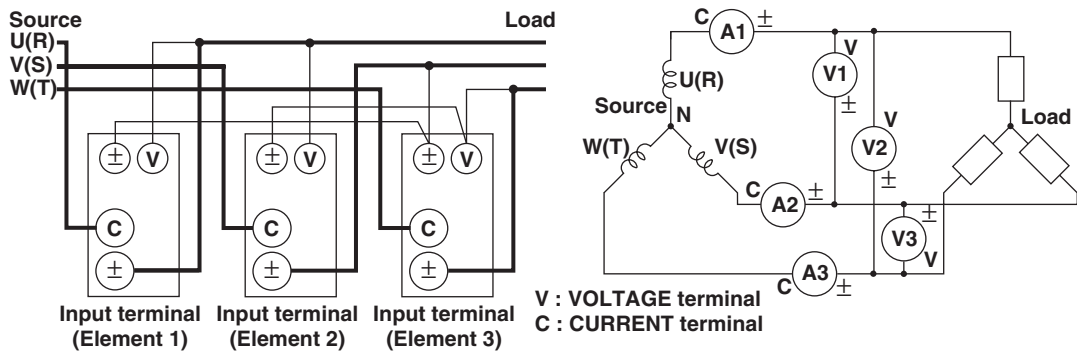 Source
Load
U(R)
V(S)
W(T)
± V
± V
± V
C
C
C
±
±
±
Input terminal
(Element 1)
Input terminal
(Element 2)
Input terminal
(Element 3)
C A1 ±
V
V1
±
U(R)
Source
N
W(T)
V(S)
V
V2
±
Load
C A2 ±
±
V3
V
C A3 ±
V : VOLTAGE terminal
C : CURRENT terminal